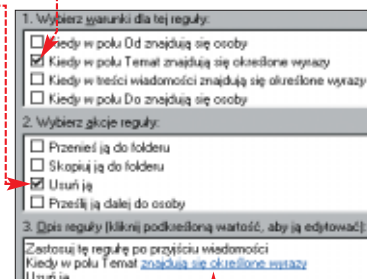 1. Wybierz warunki dla tej reguły:
Kiedy w polu Od znajdują się osoby
Kiedy w polu Temat znajdują się określone wyrazy
Kiedy w treści wiadomości znajdują się określone wyrazy
Kiedy w polu Do znajdują się osoby
2. Wybierz akcje reguły:
Przenieś ją do folderu
Skopiuj ją do folderu
Usuń ją
Prześlij ją dalej do osoby
3. Opis reguły (kliknij podkreśloną wartość, aby ją edytować):
Zastosuj tę regułę po przyjściu wiadomości
Kiedy w polu Temat znajdują się określone wyrazy
Usuń ją